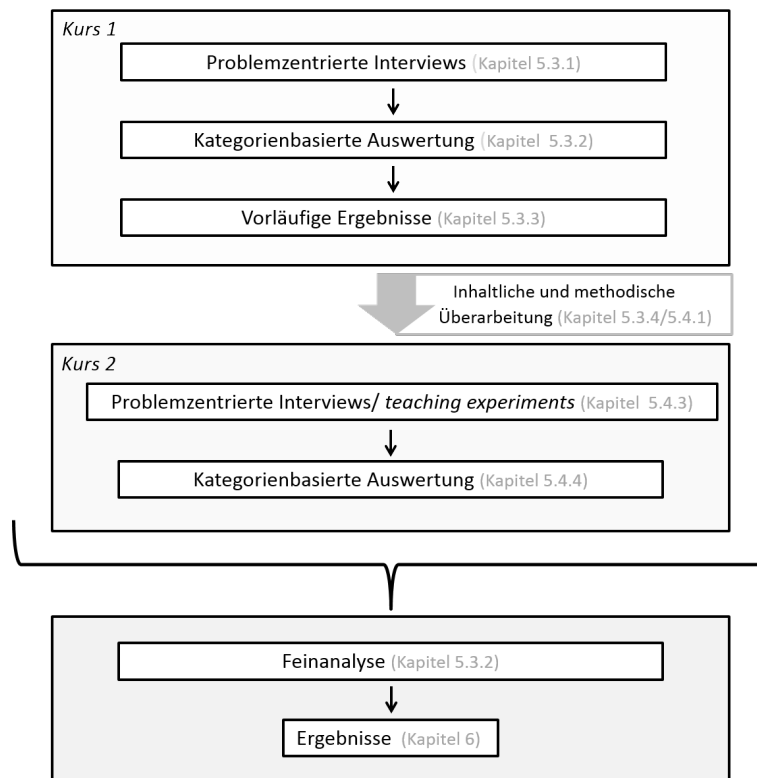 Kurs 1
Problemzentrierte Interviews (Kapitel 5.3.1)
Kategorienbasierte Auswertung (Kapitel 5.3.2)
Vorläufige Ergebnisse (Kapitel 5.3.3)
Inhaltliche und methodische
Überarbeitung (Kapitel 5.3.4/5.4.1)
Kurs 2
Problemzentrierte Interviews/ teaching experiments (Kapitel 5.4.3)
Kategorienbasierte Auswertung (Kapitel 5.4.4)
Feinanalyse (Kapitel 5.3.2)
Ergebnisse (Kapitel 6)